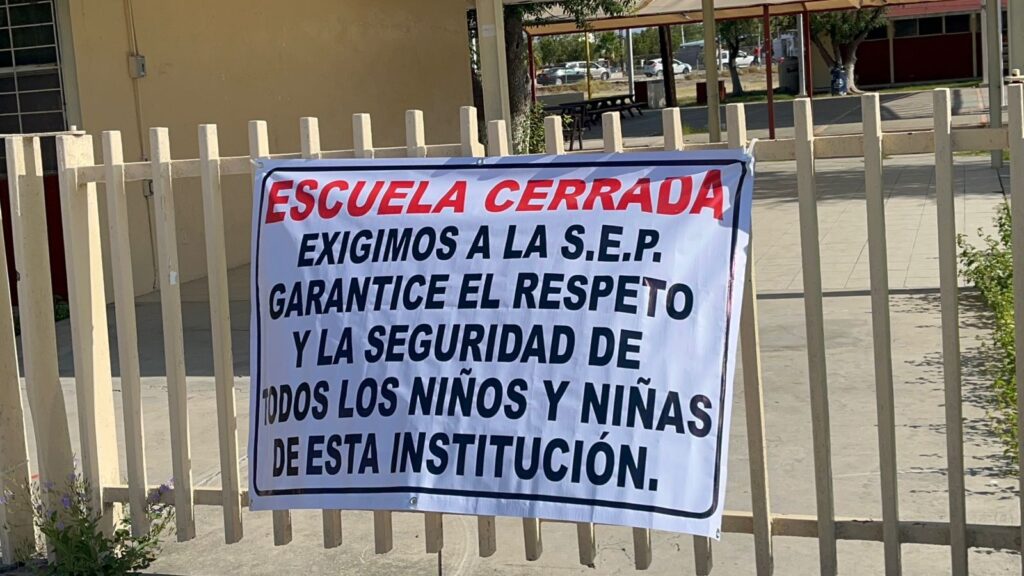 ESCUELA CERRADA
EXIGIMOS A LA S.E.P.
GARANTICE EL RESPETO
Y LA SEGURIDAD DE
TODOS LOS NIÑOS Y NIÑAS
DE ESTA INSTITUCIÓN.